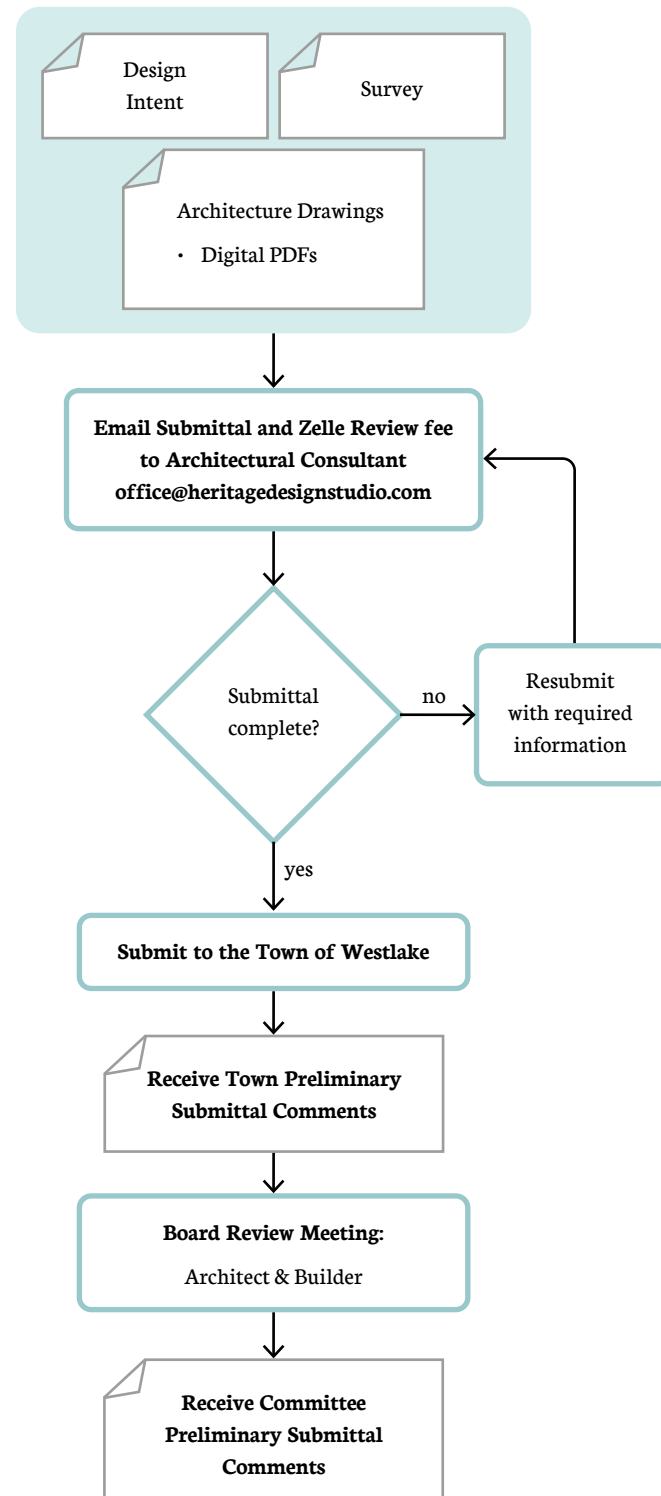 Design
Intent
Survey
Architecture Drawings
• Digital PDFs
Email Submittal and Zelle Review fee
to Architectural Consultant
office@heritagedesignstudio.com
Submittal
complete?
no
Resubmit
with required
information
yes
Submit to the Town of Westlake
Receive Town Preliminary
Submittal Comments
Board Review Meeting:
Architect & Builder
Receive Committee
Preliminary Submittal
Comments